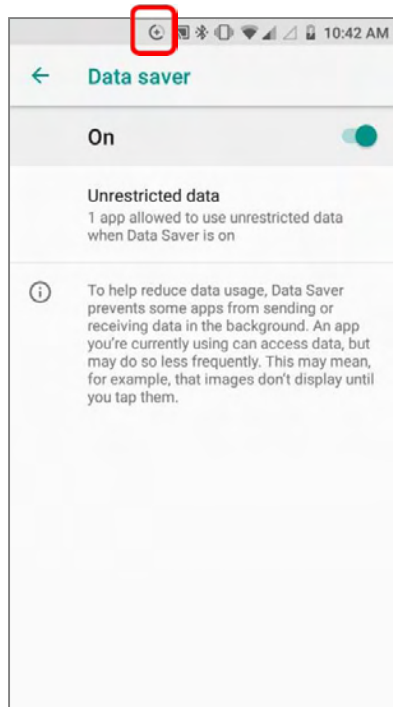 10:42 AM
Data saver
On
Unrestricted data
1 app allowed to use unrestricted data
when Data Saver is on
To help reduce data usage, Data Saver
prevents some apps from sending or
receiving data in the background. An app
you're currently using can access data, but
may do so less frequently. This may mean,
for example, that images don't display until
you tap them.